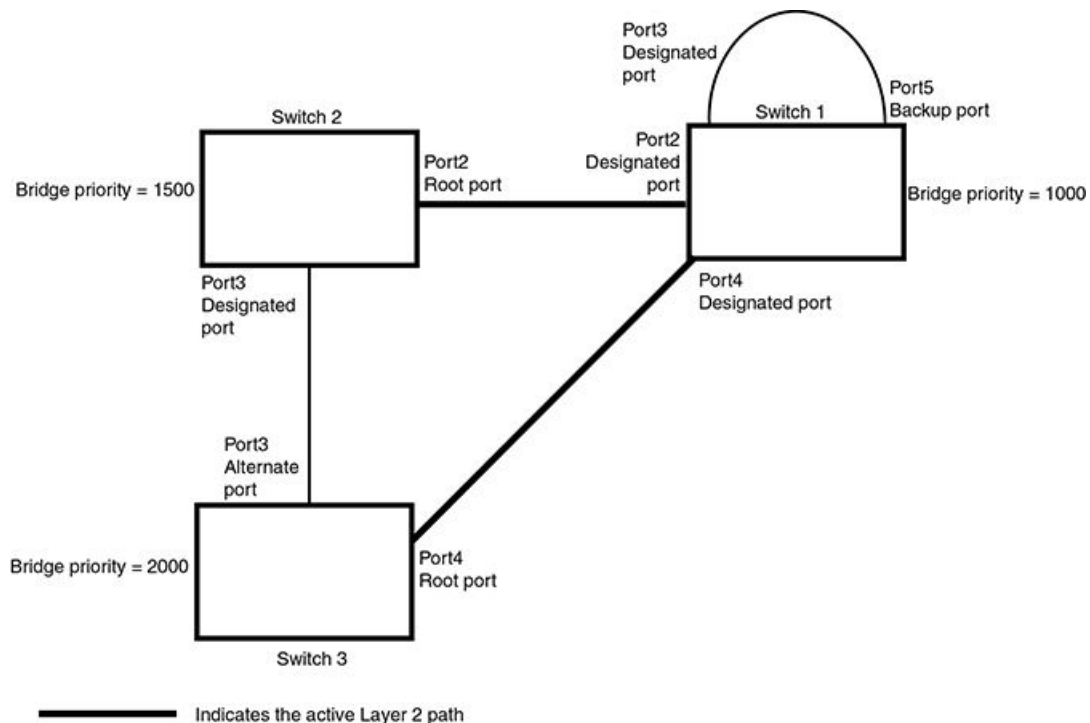 Port3
Designated
port
Port5
Backup port
Switch 1
Switch 2
Port2
Root port
Port2
Designated
port
Bridge priority = 1500
Bridge priority = 1000
Port3
Designated
port
Port4
Designated port
Port3
Alternate
port
Bridge priority = 2000
Port4
Root port
Switch 3
Indicates the active Layer 2 path